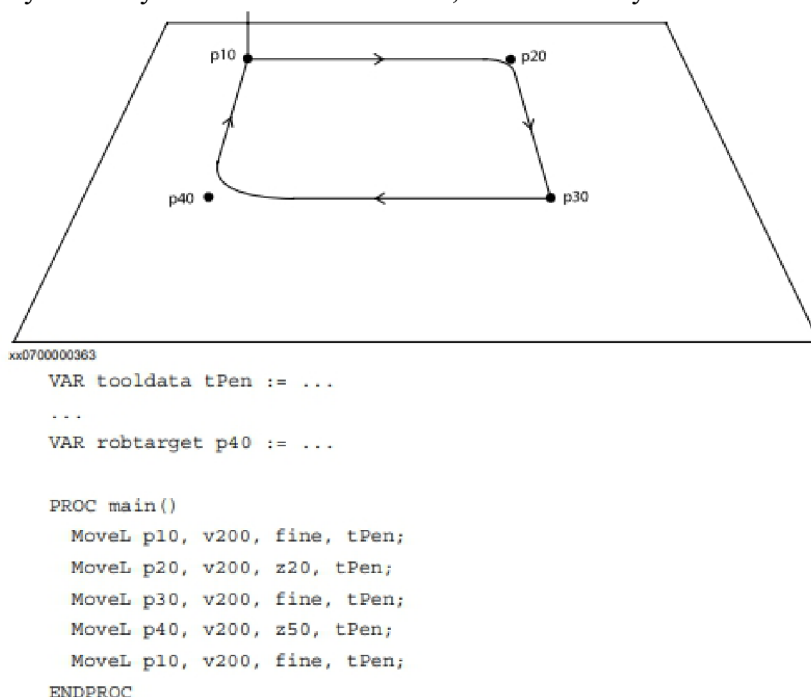 p10
p20
p40
p30
xx0700000363
VAR tooldata tPen := ...
...
VAR robtarget p40 := ...
PROC main()
MoveL p10, v200, fine, tPen;
MoveL p20, v200, z20, tPen;
MoveL p30, v200, fine, tPen;
MoveL p40, v200, z50, tPen;
MoveL p10, v200, fine, tPen;
ENDPROC